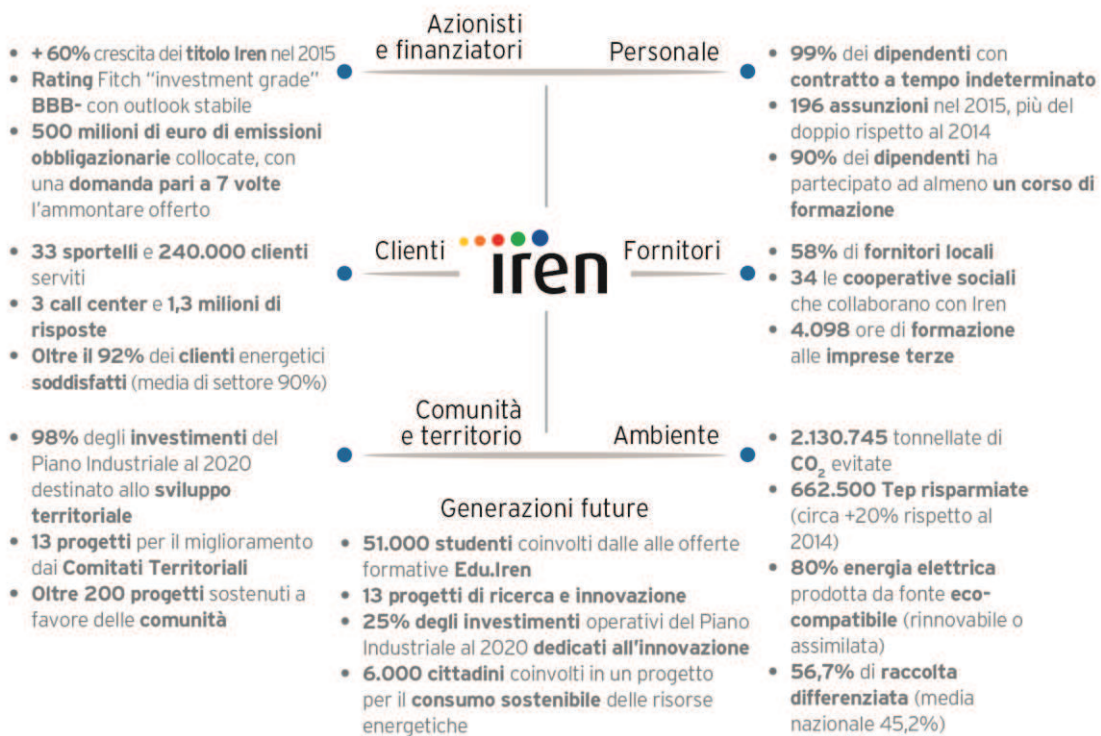 Azionisti
e finanziatori
• + 60% crescita dei titolo Iren nel 2015
• Rating Fitch “investment grade”
BBB- con outlook stabile
• 500 milioni di euro di emissioni
obbligazionarie collocate, con
una domanda pari a 7 volte
l’ammontare offerto
Personale
• 99% dei dipendenti con
contratto a tempo indeterminato
• 196 assunzioni nel 2015, più del
doppio rispetto al 2014
• 90% dei dipendenti ha
partecipato ad almeno un corso di
formazione
Clienti
• 33 sportelli e 240.000 clienti
serviti
• 3 call center e 1,3 milioni di
risposte
• Oltre il 92% dei clienti energetici
soddisfatti (media di settore 90%)
iren
Fornitori
• 58% di fornitori locali
• 34 le cooperative sociali
che collaborano con Iren
• 4.098 ore di formazione
alle imprese terze
Comunità
e territorio
• 98% degli investimenti del
Piano Industriale al 2020
destinato allo sviluppo
territoriale
• 13 progetti per il miglioramento
dai Comitati Territoriali
• Oltre 200 progetti sostenuti a
favore delle comunità
Generazioni future
• 51.000 studenti coinvolti dalle alle offerte
formative Edu.Iren
• 13 progetti di ricerca e innovazione
• 25% degli investimenti operativi del Piano
Industriale al 2020 dedicati all’innovazione
• 6.000 cittadini coinvolti in un progetto
per il consumo sostenibile delle risorse
energetiche
Ambiente
• 2.130.745 tonnellate di
CO₂ evitate
• 662.500 Tep risparmiate
(circa +20% rispetto al
2014)
• 80% energia elettrica
prodotta da fonte eco-
compatibile (rinnovabile o
assimilata)
• 56,7% di raccolta
differenziata (media
nazionale 45,2%)